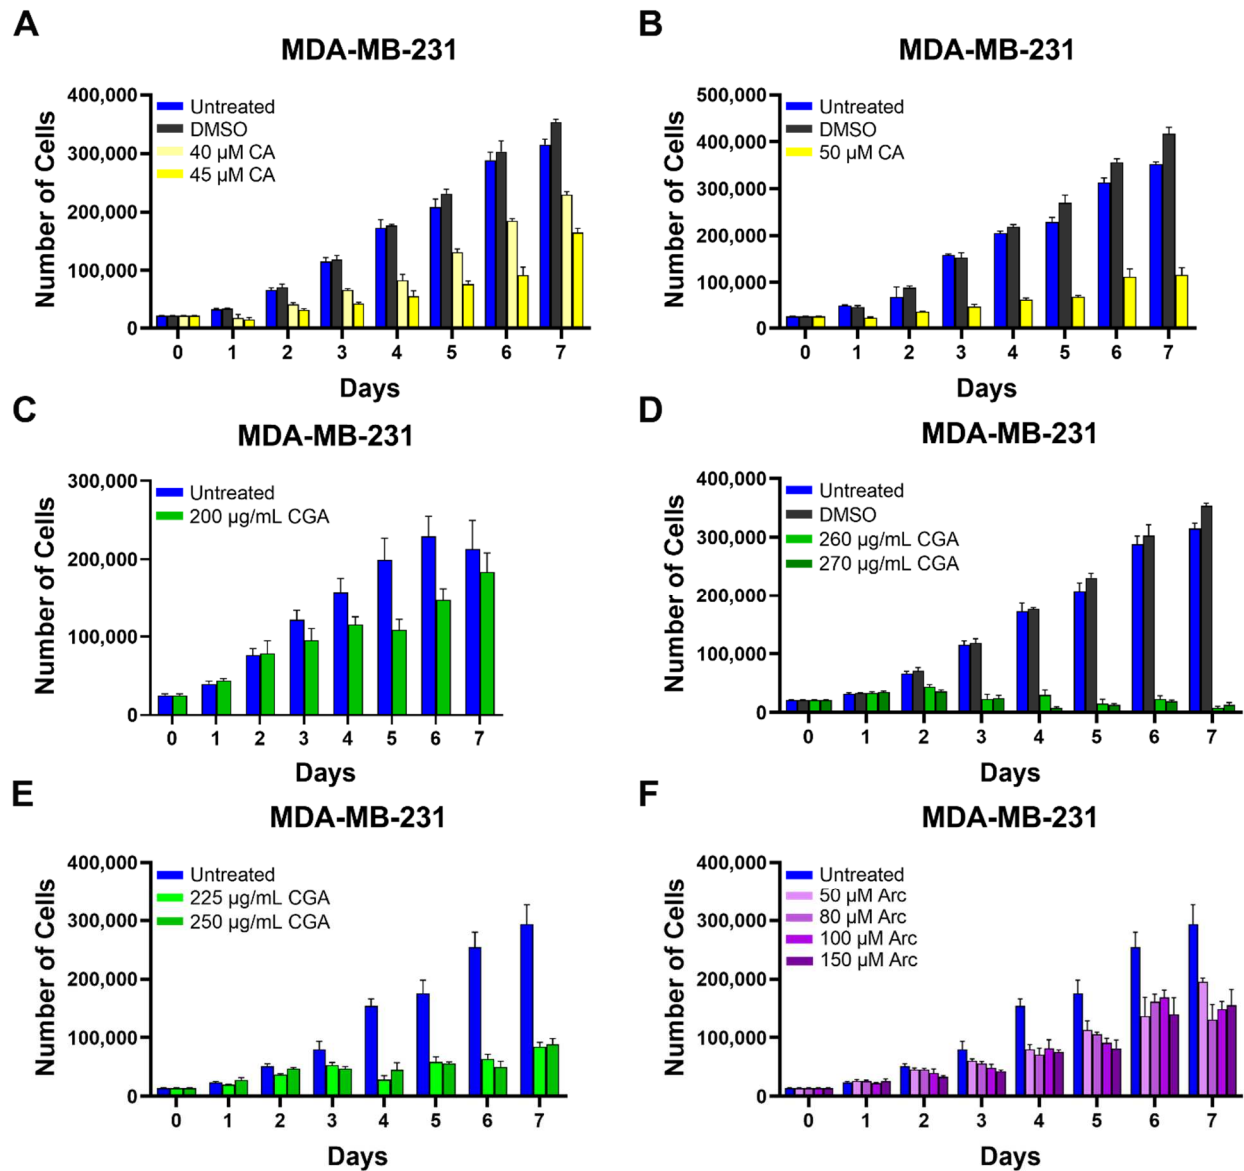 A
MDA-MB-231
Number of Cells
400,000
300,000
200,000
100,000
0
Untreated
DMSO
40 µM CA
45 µM CA
0 1 2 3 4 5 6 7
Days
B
MDA-MB-231
Number of Cells
500,000
400,000
300,000
200,000
100,000
0
Untreated
DMSO
50 µM CA
0 1 2 3 4 5 6 7
Days
C
MDA-MB-231
Number of Cells
300,000
200,000
100,000
0
Untreated
200 µg/mL CGA
0 1 2 3 4 5 6 7
Days
D
MDA-MB-231
Number of Cells
400,000
300,000
200,000
100,000
0
Untreated
DMSO
260 µg/mL CGA
270 µg/mL CGA
0 1 2 3 4 5 6 7
Days
E
MDA-MB-231
Number of Cells
400,000
300,000
200,000
100,000
0
Untreated
225 µg/mL CGA
250 µg/mL CGA
0 1 2 3 4 5 6 7
Days
F
MDA-MB-231
Number of Cells
400,000
300,000
200,000
100,000
0
Untreated
50 µM Arc
80 µM Arc
100 µM Arc
150 µM Arc
0 1 2 3 4 5 6 7
Days